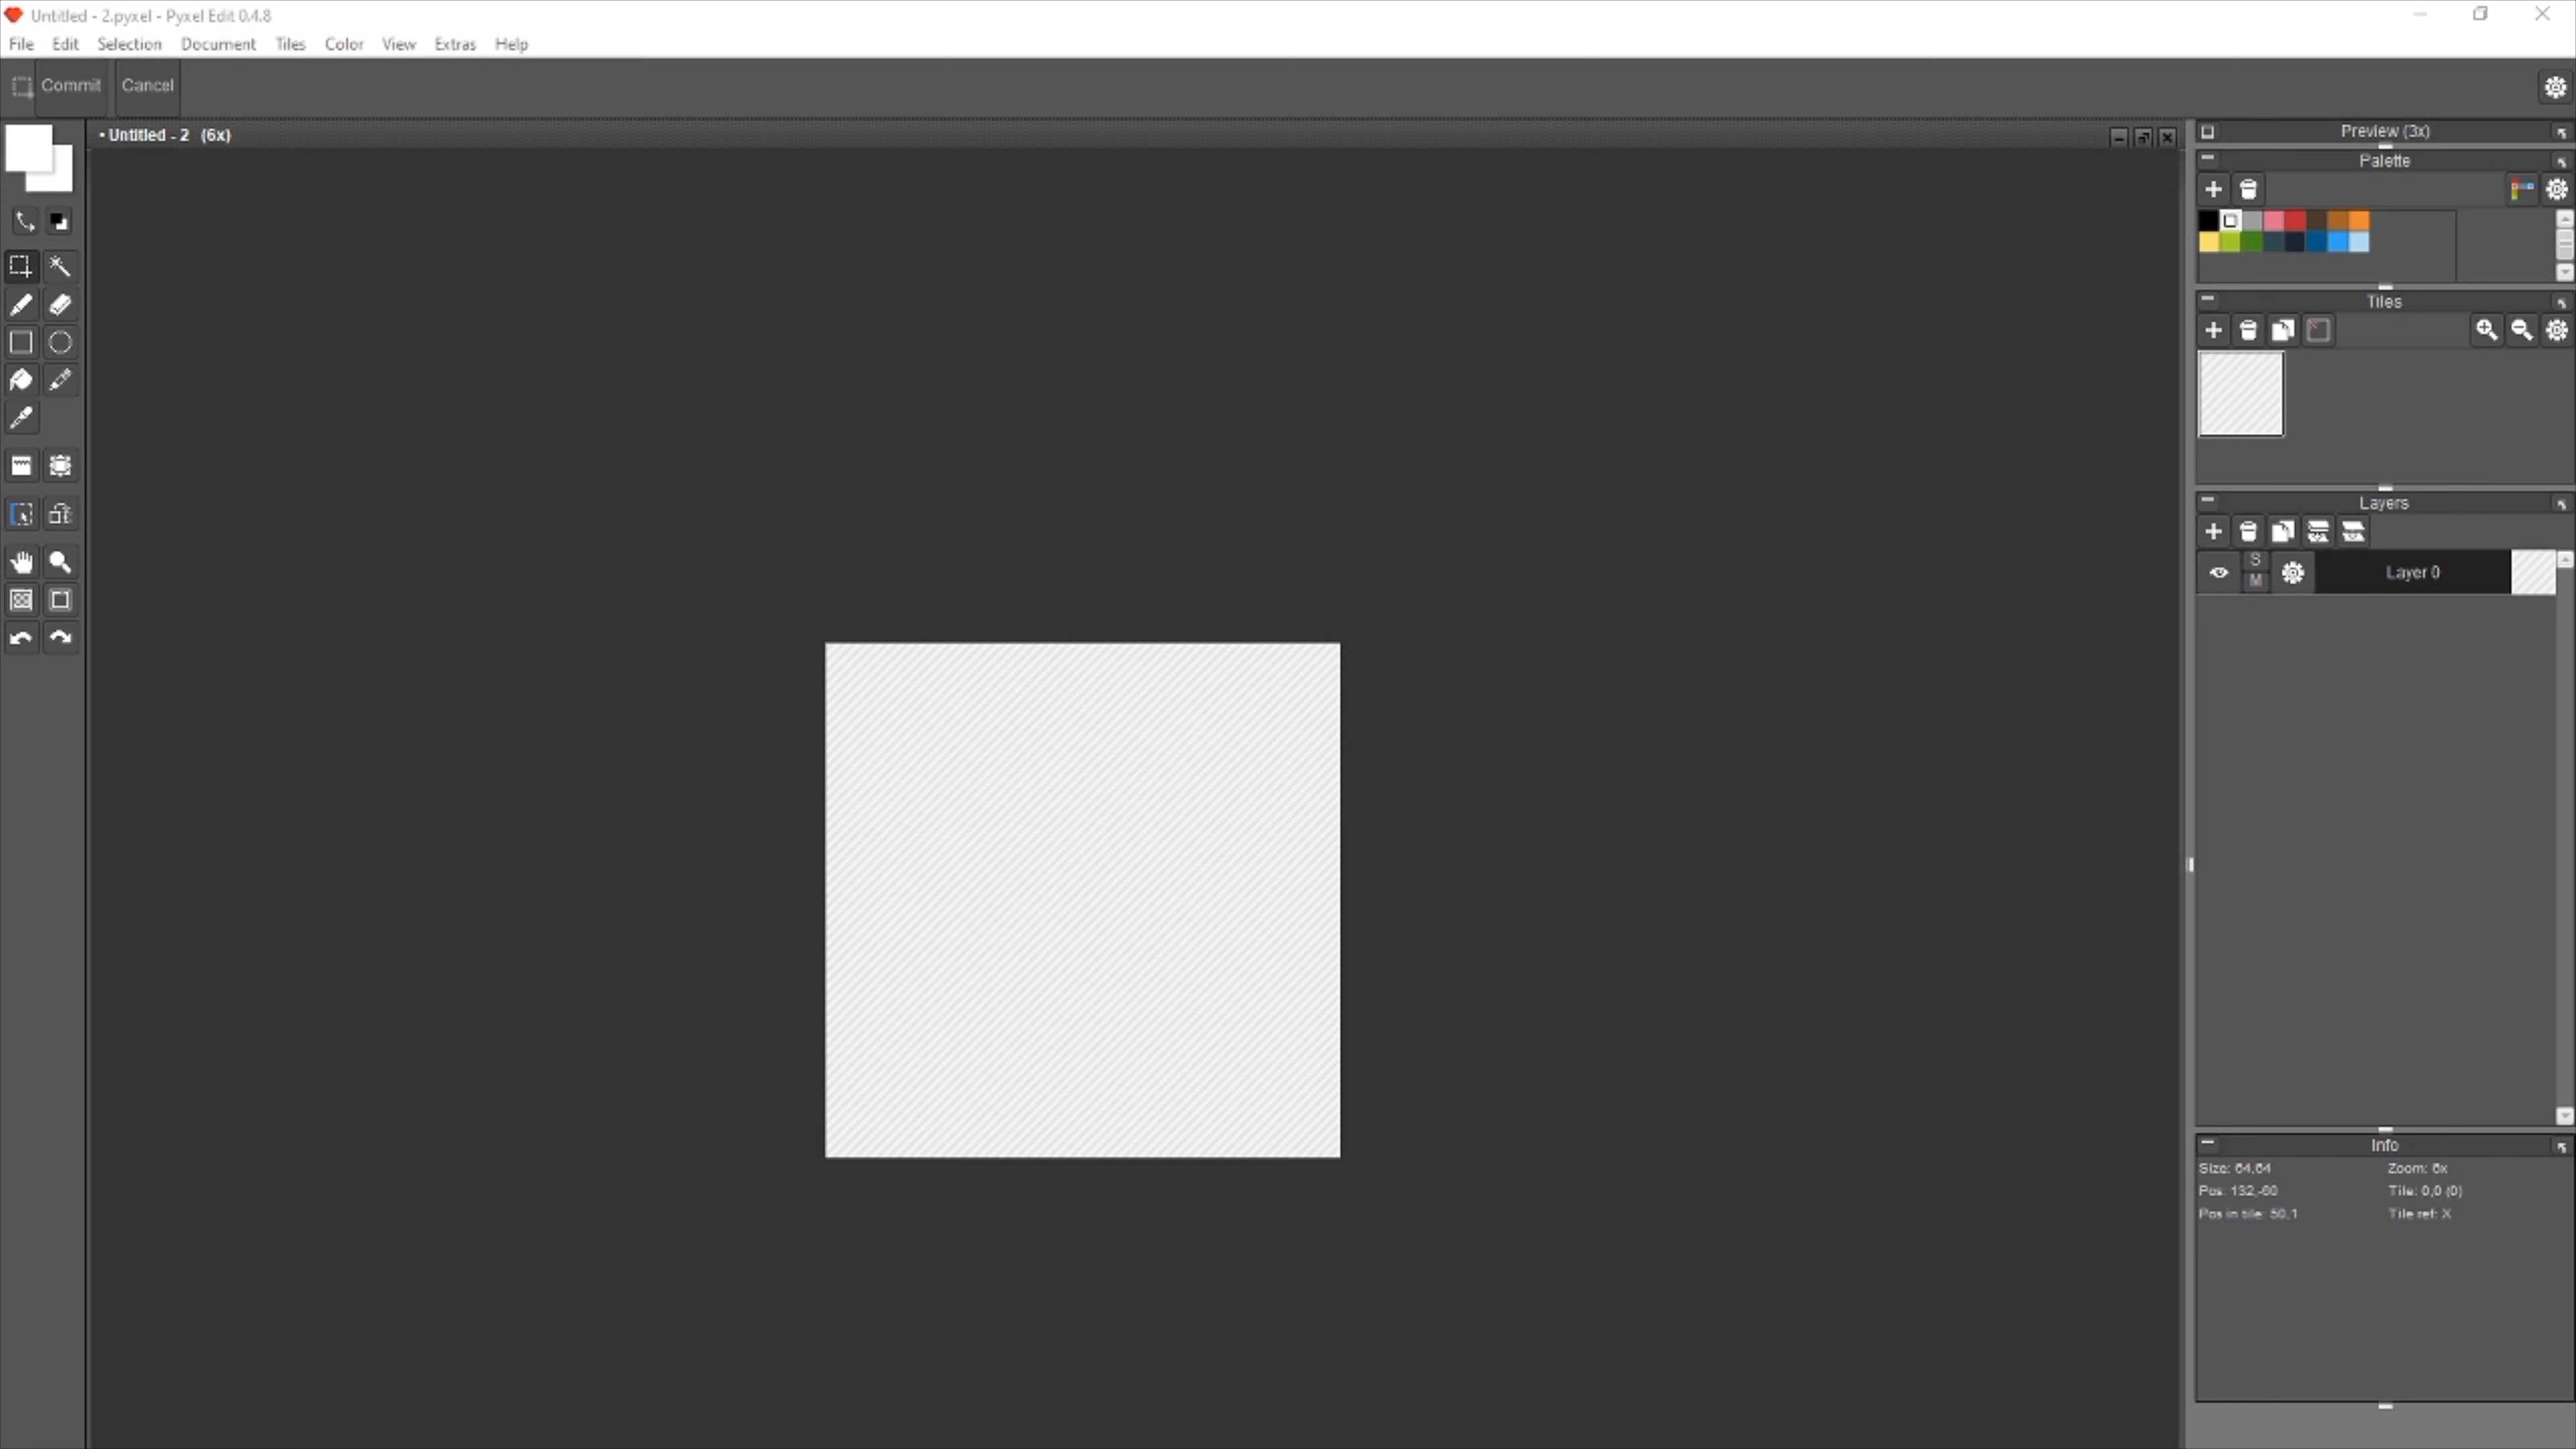 Untitled - 2.pyxel - Pyxel Edit 0.4.8
File Edit Selection Document Tiles Color View Extras Help
Commit Cancel
• Untitled - 2 (6x)
Preview (3x)
Palette
Tiles
Layers
S
M
Layer 0
Info
Size: 64,64 Zoom: 6x
Pos: 132,-60 Tile: 0,0 (0)
Pos in tile: 50,1 Tile ref: X